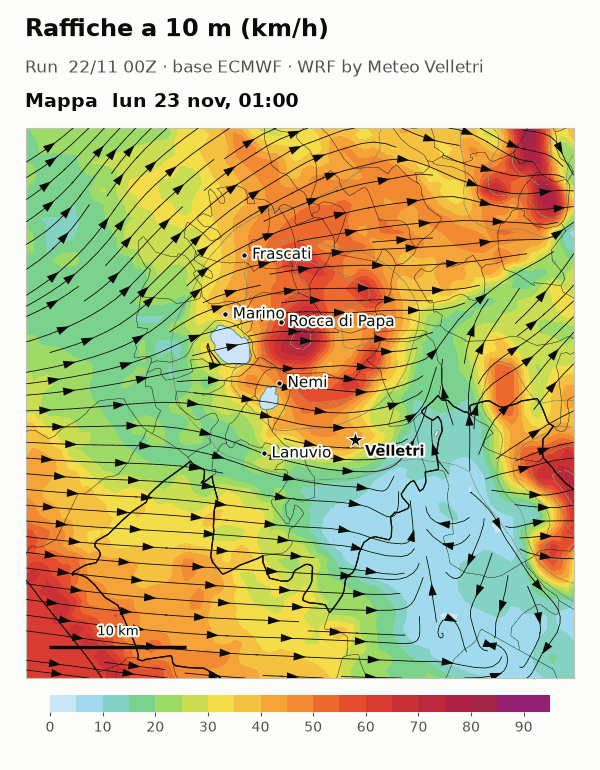 Raffiche a 10 m (km/h)
Run  22/11 00Z · base ECMWF · WRF by Meteo Velletri
Mappa  lun 23 nov, 01:00
Frascati
Marino
Rocca di Papa
Nemi
Lanuvio
Velletri
10 km
0 10 20 30 40 50 60 70 80 90